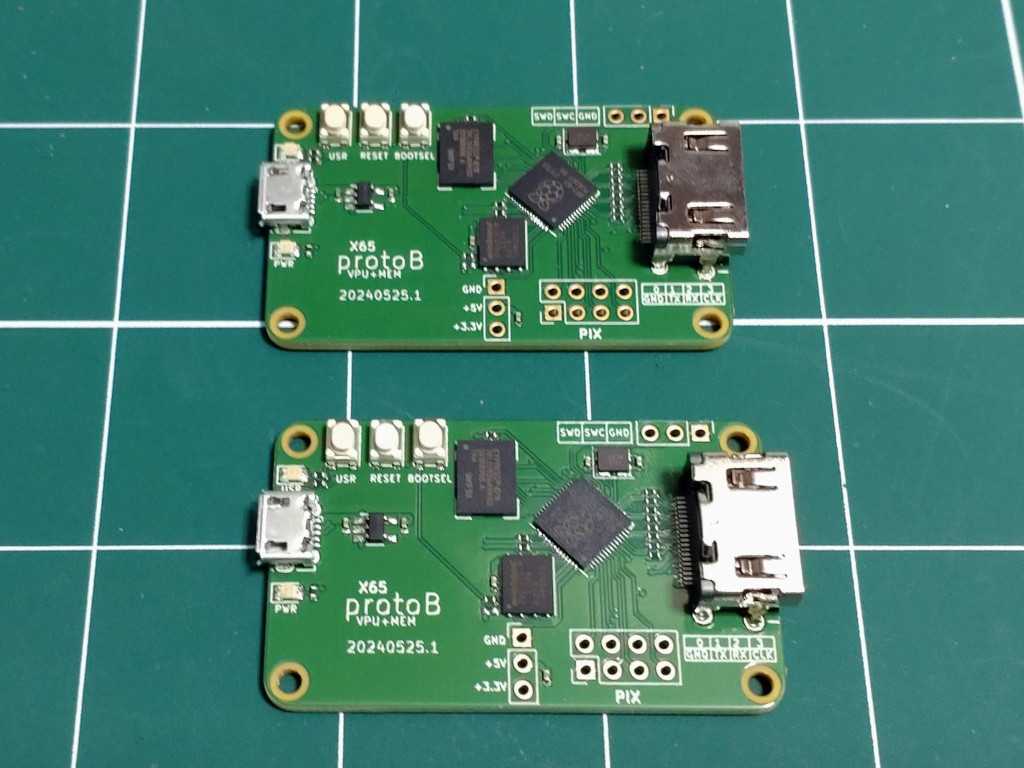 SWD SWC GND
USR RESET BOOTSEL
PWR
X65
protoB
VPU+MEM
20240525.1
GND
+5V
+3.3V
0 1 2 3
GND TX RX CLK
PIX
SWD SWC GND
USR RESET BOOTSEL
USR
PWR
X65
protoB
VPU+MEM
20240525.1
GND
+5V
+3.3V
0 1 2 3
GND TX RX CLK
PIX